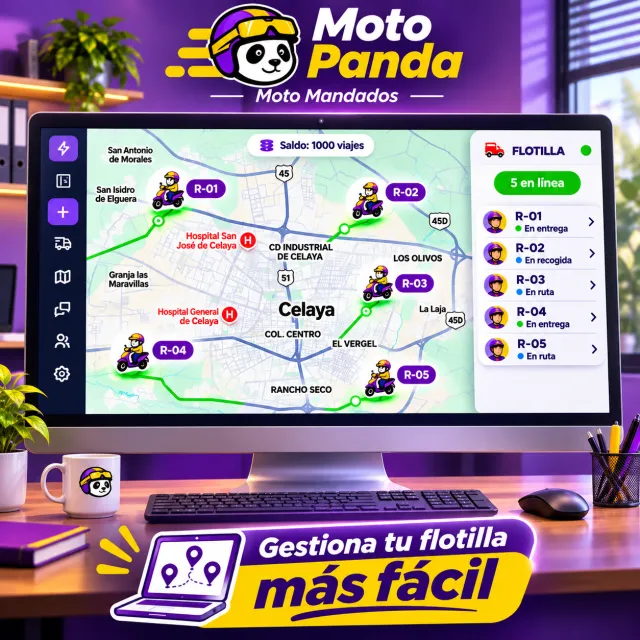 Moto
Panda
Moto Mandados
San Antonio
de Morales
Saldo: 1000 viajes
FLOTILLA
45
5 en línea
San Isidro
de Elguera
R-01
R-02
45D
R-01
En entrega
Hospital San
José de Celaya
H
CD INDUSTRIAL
DE CELAYA
LOS OLIVOS
R-02
En recogida
Granja las
Maravillas
51
R-03
R-03
En ruta
Hospital General
de Celaya
H
Celaya
La Laja
45D
R-04
En entrega
COL. CENTRO
EL VERGEL
R-04
R-05
En ruta
R-05
RANCHO SECO
Gestiona tu flotilla
más fácil